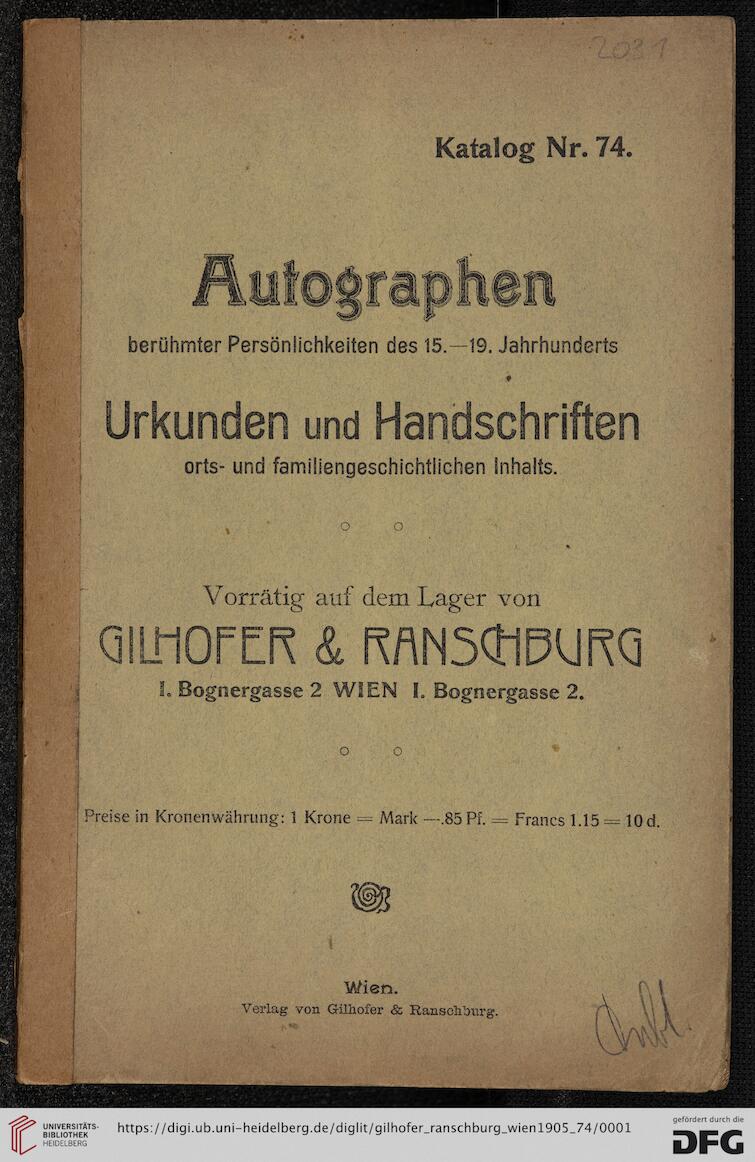 2031
Katalog Nr. 74.
Autographen
berühmter Persönlichkeiten des 15.—19. Jahrhunderts
Urkunden und Handschriften
orts- und familiengeschichtlichen Inhalts.
Vorrätig auf dem Lager von
GILHOFER & RANSCHBURG
I. Bognergasse 2 WIEN I. Bognergasse 2.
Preise in Kronenwährung: 1 Krone = Mark —.85 Pf. = Francs 1.15 = 10 d.
Wien.
Verlag von Gilhofer & Ranschburg.
UNIVERSITÄTS-
BIBLIOTHEK
HEIDELBERG
https://digi.ub.uni-heidelberg.de/diglit/gilhofer_ranschburg_wien1905_74/0001
gefördert durch die
DFG